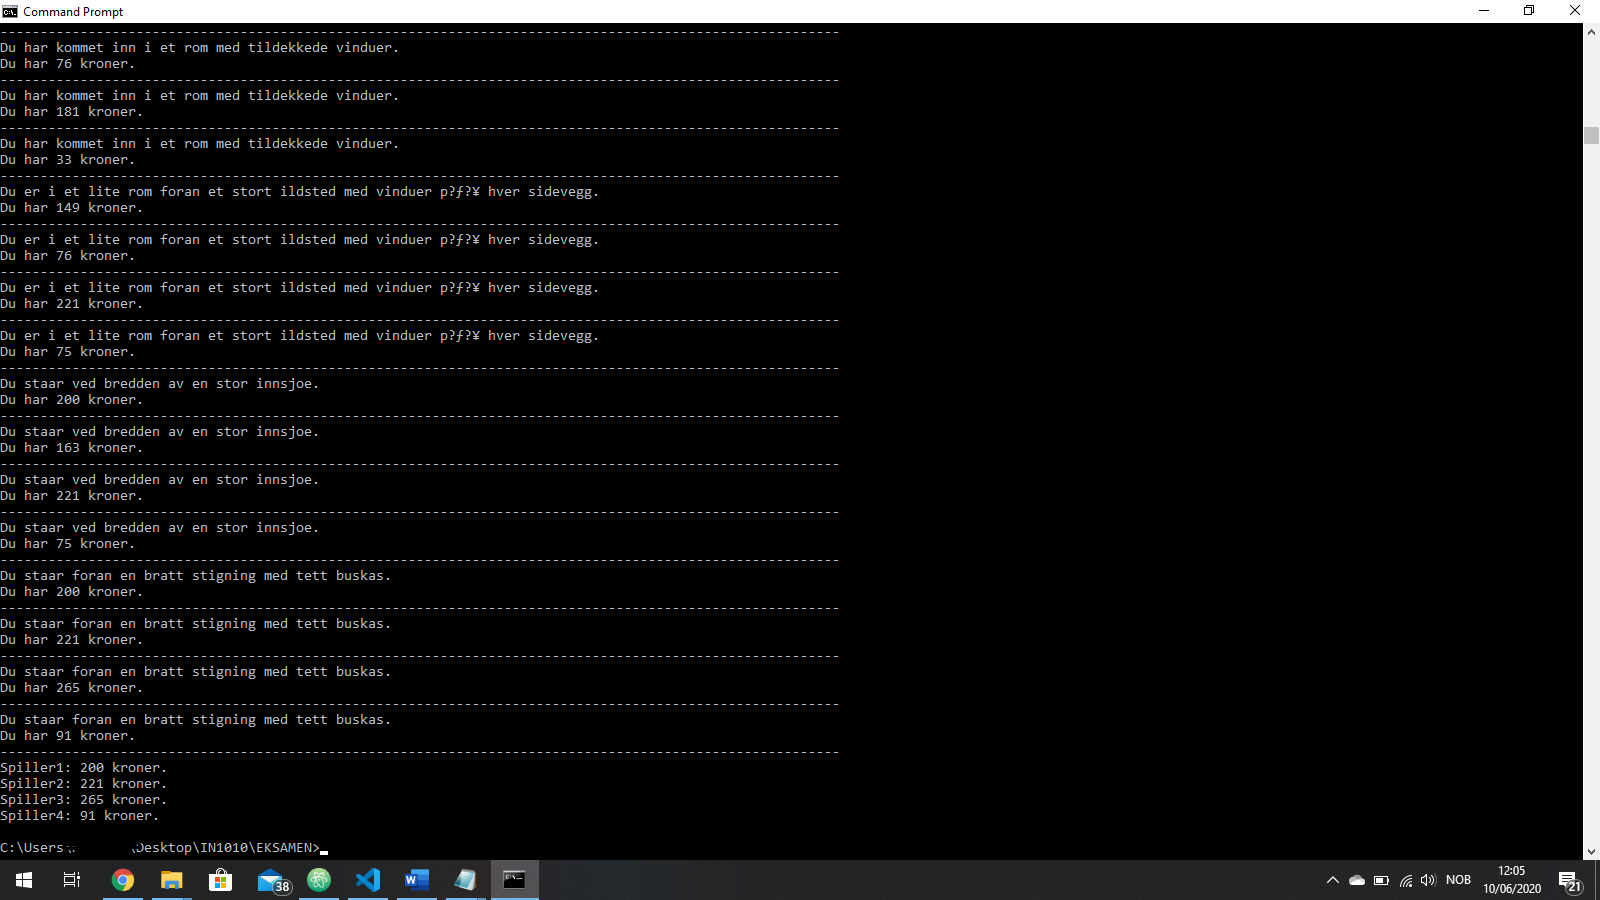 Command Prompt
----------------------------------------------------------------------------------------------------------
Du har kommet inn i et rom med tildekkede vinduer.
Du har 76 kroner.
----------------------------------------------------------------------------------------------------------
Du har kommet inn i et rom med tildekkede vinduer.
Du har 181 kroner.
----------------------------------------------------------------------------------------------------------
Du har kommet inn i et rom med tildekkede vinduer.
Du har 33 kroner.
----------------------------------------------------------------------------------------------------------
Du er i et lite rom foran et stort ildsted med vinduer p?ƒ?¥ hver sidevegg.
Du har 149 kroner.
----------------------------------------------------------------------------------------------------------
Du er i et lite rom foran et stort ildsted med vinduer p?ƒ?¥ hver sidevegg.
Du har 76 kroner.
----------------------------------------------------------------------------------------------------------
Du er i et lite rom foran et stort ildsted med vinduer p?ƒ?¥ hver sidevegg.
Du har 221 kroner.
----------------------------------------------------------------------------------------------------------
Du er i et lite rom foran et stort ildsted med vinduer p?ƒ?¥ hver sidevegg.
Du har 75 kroner.
----------------------------------------------------------------------------------------------------------
Du staar ved bredden av en stor innsjoe.
Du har 200 kroner.
----------------------------------------------------------------------------------------------------------
Du staar ved bredden av en stor innsjoe.
Du har 163 kroner.
----------------------------------------------------------------------------------------------------------
Du staar ved bredden av en stor innsjoe.
Du har 221 kroner.
----------------------------------------------------------------------------------------------------------
Du staar ved bredden av en stor innsjoe.
Du har 75 kroner.
----------------------------------------------------------------------------------------------------------
Du staar foran en bratt stigning med tett buskas.
Du har 200 kroner.
----------------------------------------------------------------------------------------------------------
Du staar foran en bratt stigning med tett buskas.
Du har 221 kroner.
----------------------------------------------------------------------------------------------------------
Du staar foran en bratt stigning med tett buskas.
Du har 265 kroner.
----------------------------------------------------------------------------------------------------------
Du staar foran en bratt stigning med tett buskas.
Du har 91 kroner.
----------------------------------------------------------------------------------------------------------
Spiller1: 200 kroner.
Spiller2: 221 kroner.
Spiller3: 265 kroner.
Spiller4: 91 kroner.
C:\Users\ \Desktop\IN1010\EKSAMEN>
38
NOB
12:05
10/06/2020
21